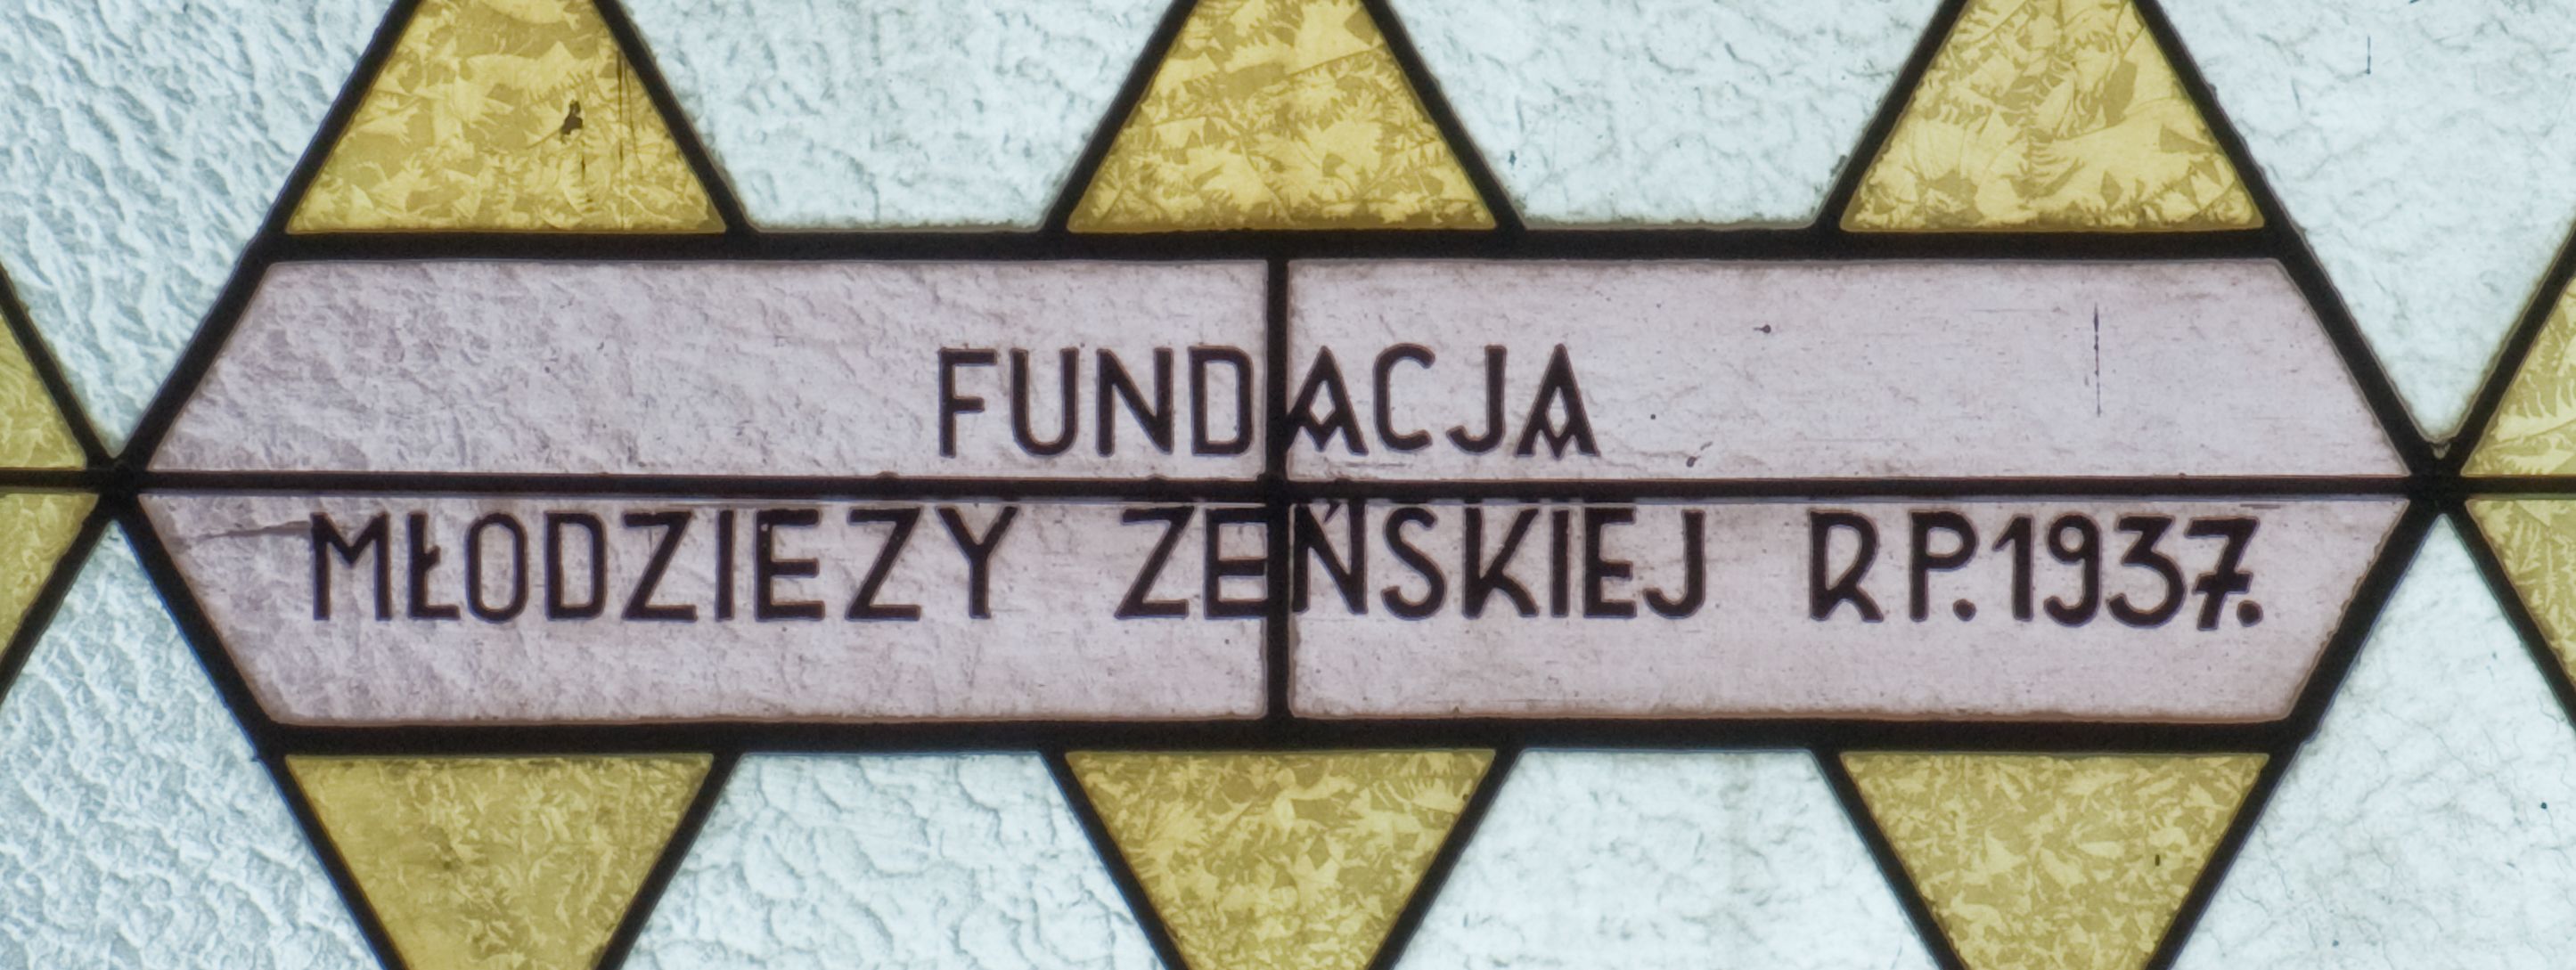 FUNDACJA
MŁODZIEZY ZEŃSKIEJ R P.1937.